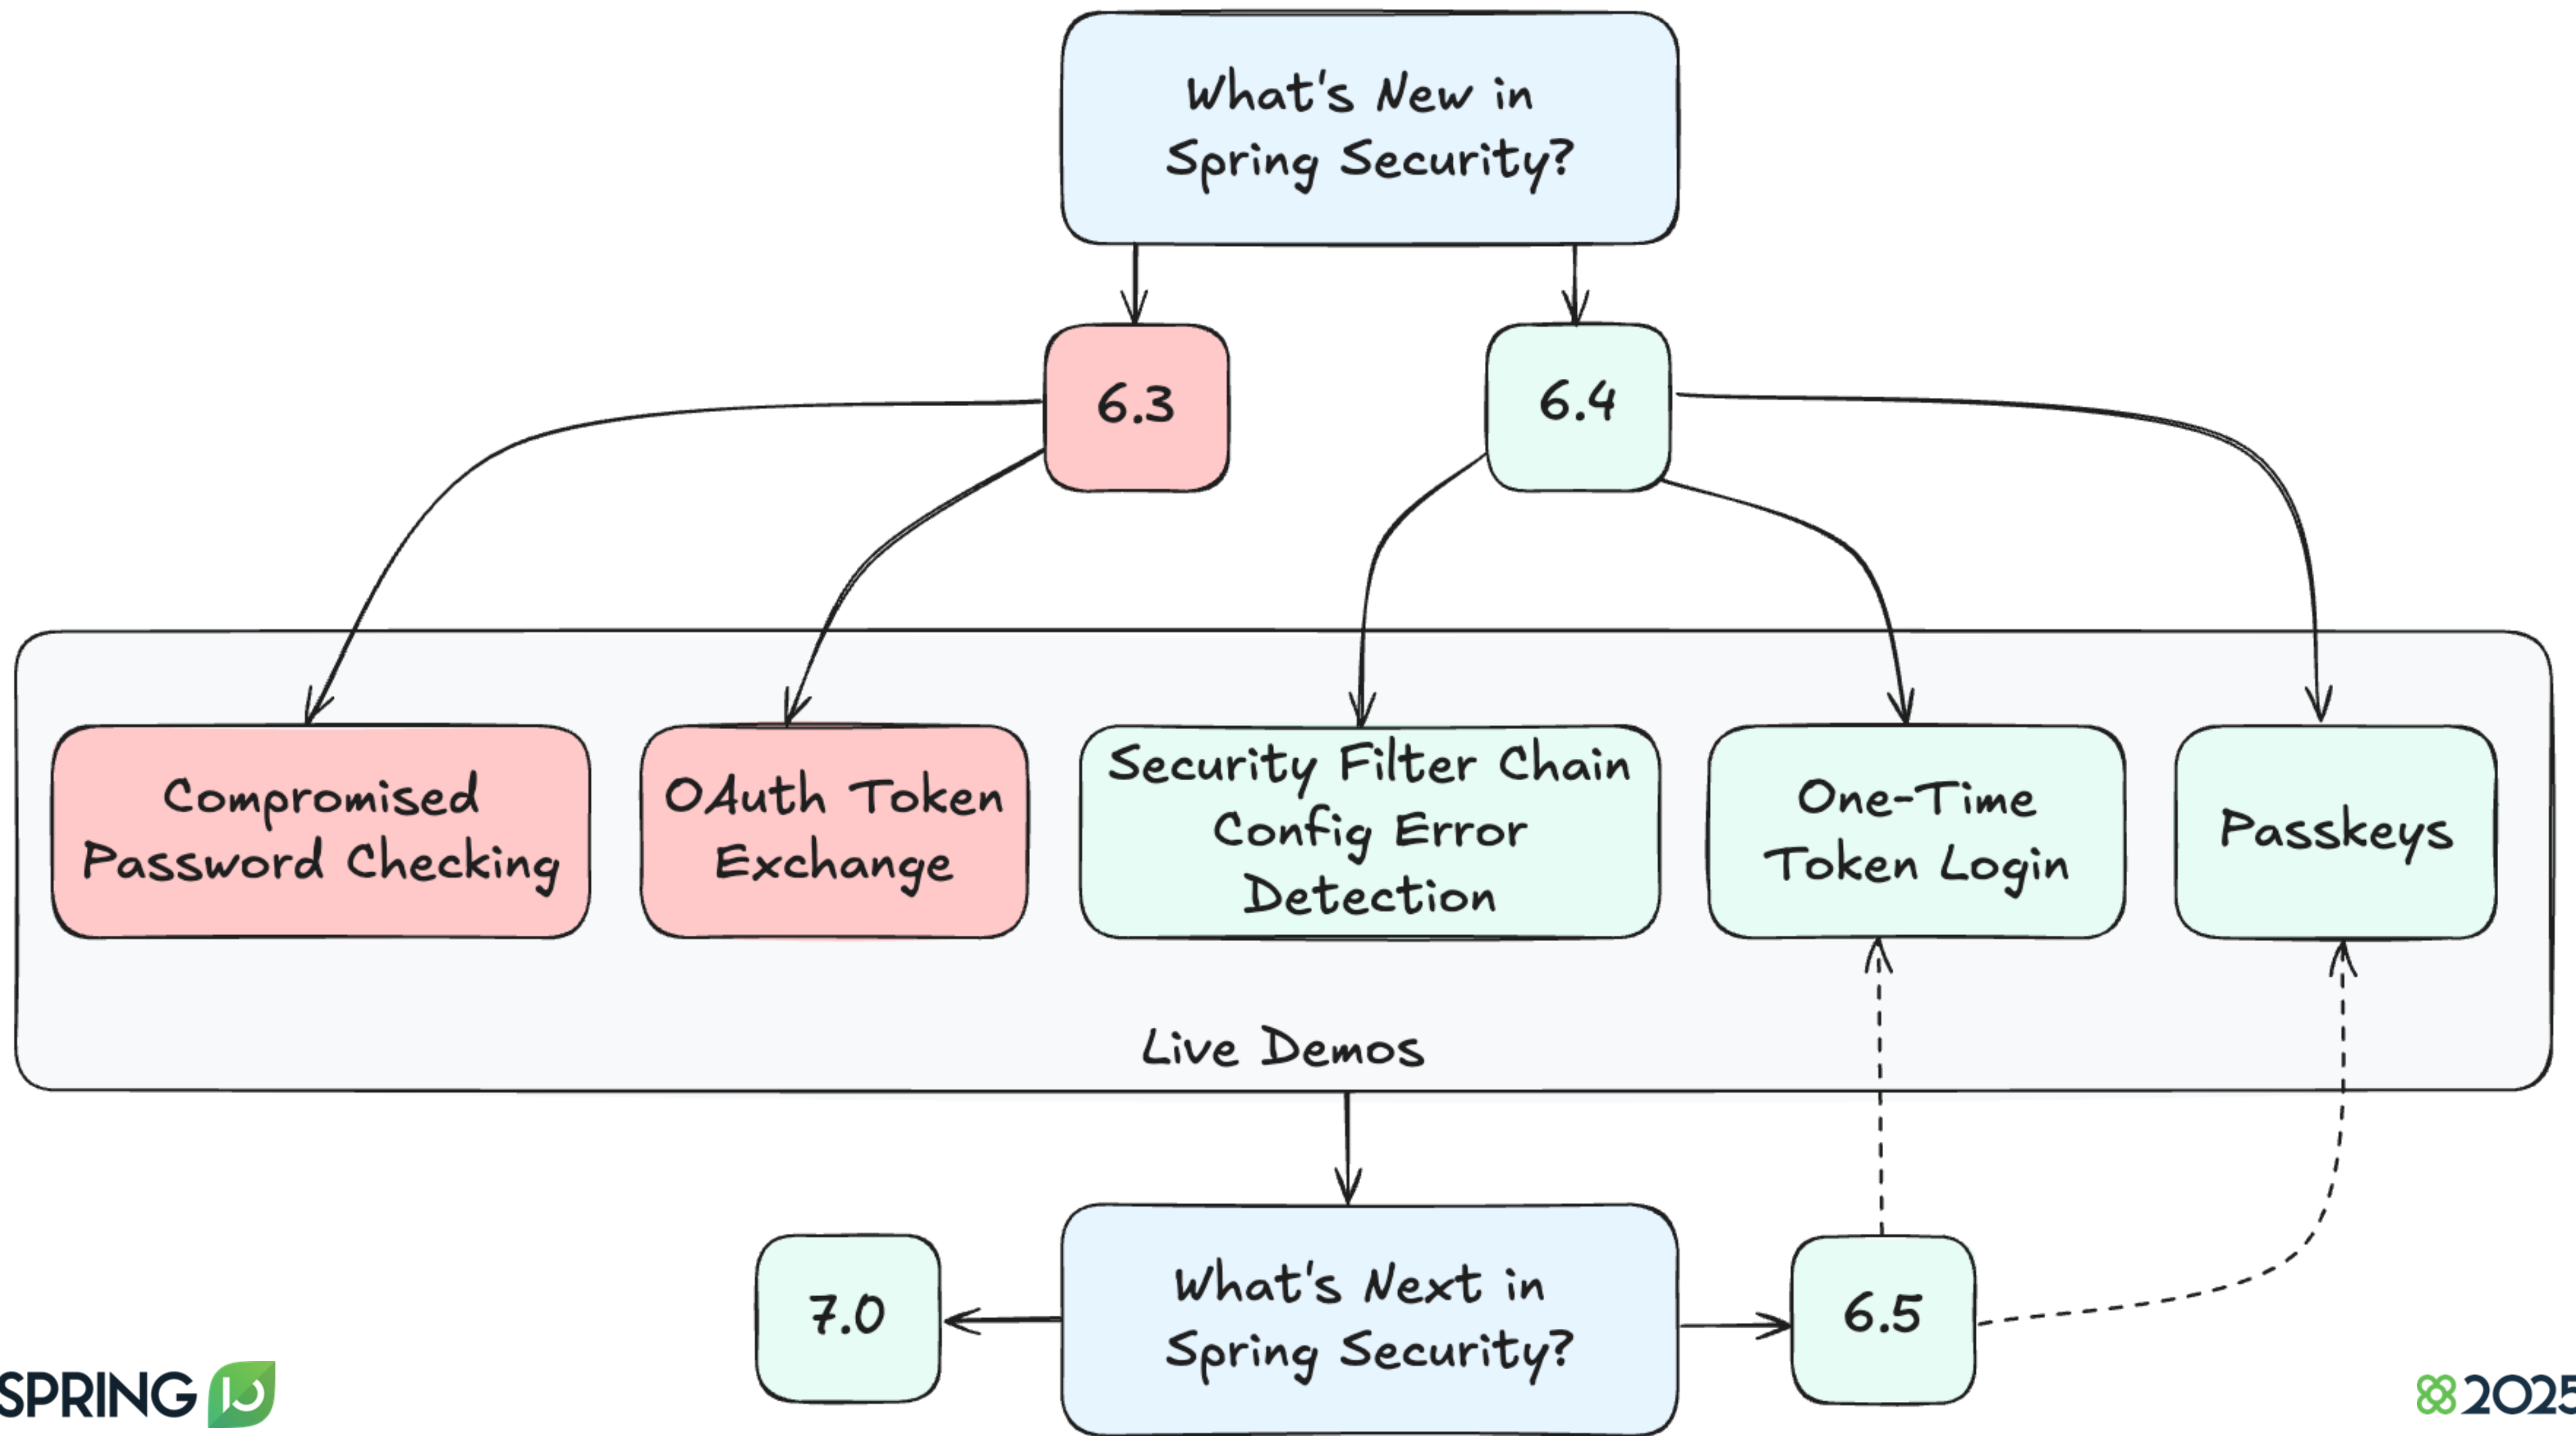 What's New in
Spring Security?
6.3
6.4
Compromised
Password Checking
OAuth Token
Exchange
Security Filter Chain
Config Error
Detection
One-Time
Token Login
Passkeys
Live Demos
7.0
What's Next in
Spring Security?
6.5
SPRING IO
2025